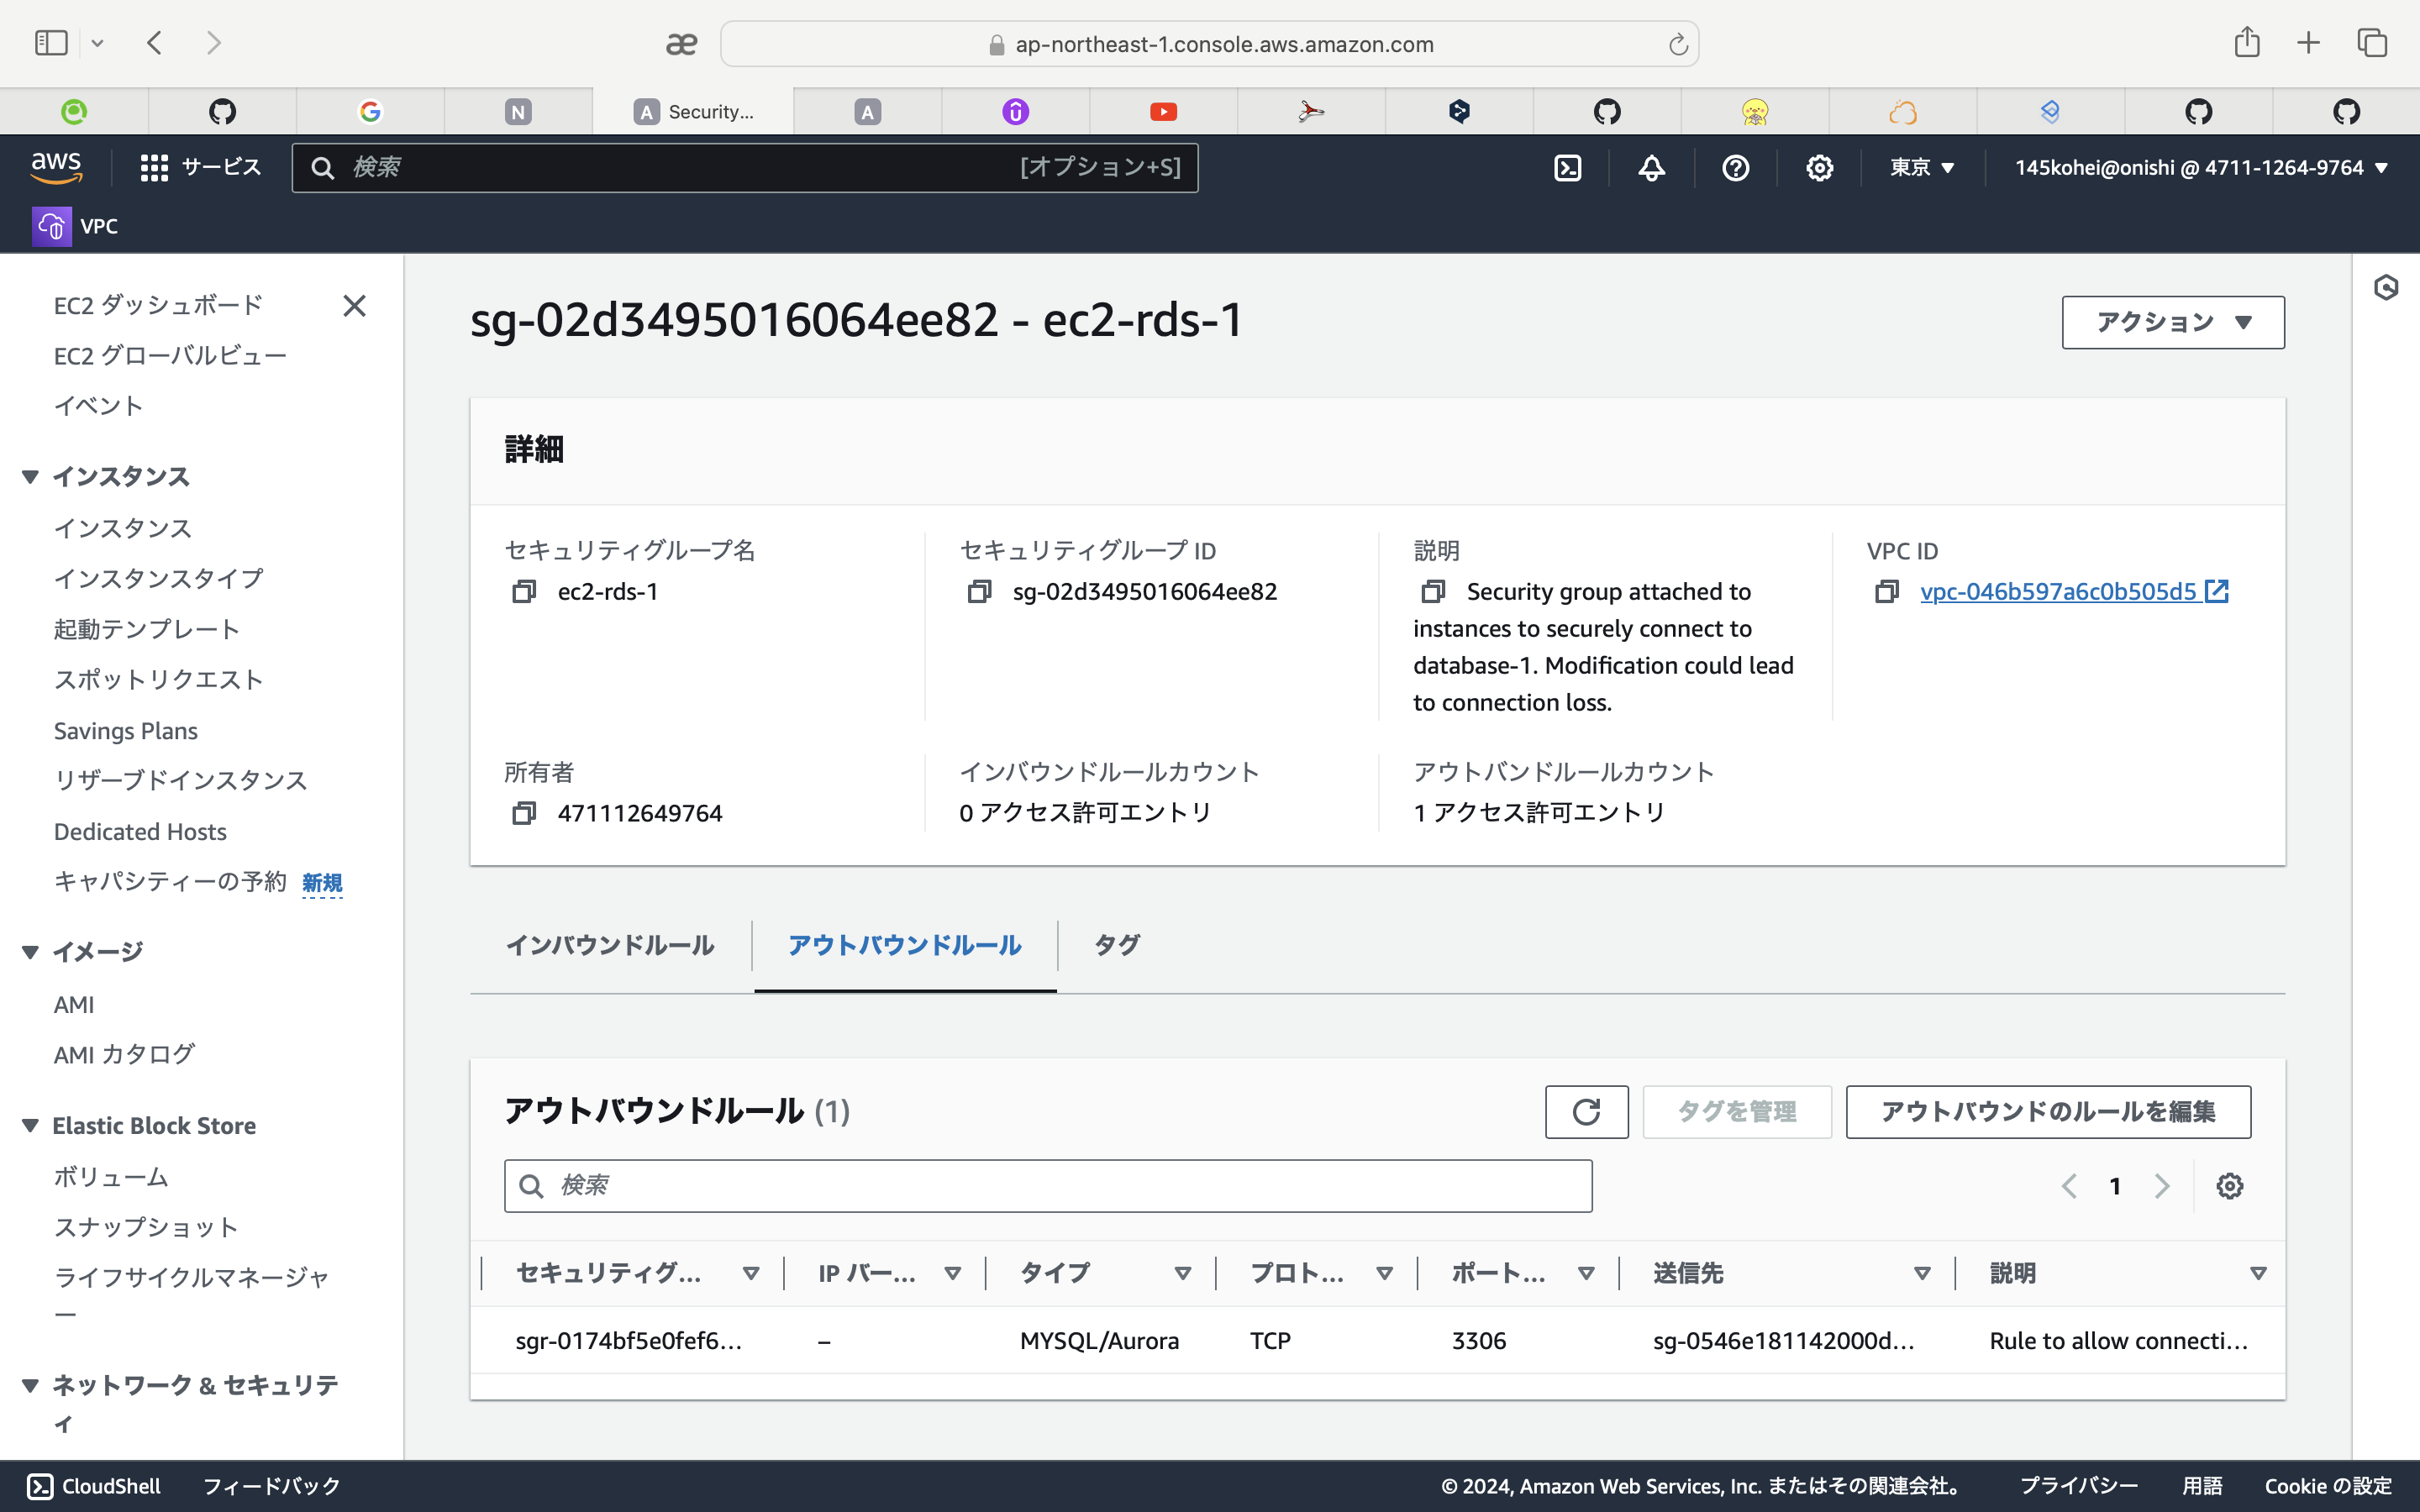 ap-northeast-1.console.aws.amazon.com
N
A Security...
A
aws
サービス
検索
[オプション+S]
東京
145kohei@onishi @ 4711-1264-9764
VPC
EC2 ダッシュボード
EC2 グローバルビュー
イベント
インスタンス
インスタンス
インスタンスタイプ
起動テンプレート
スポットリクエスト
Savings Plans
リザーブドインスタンス
Dedicated Hosts
キャパシティーの予約 新規
イメージ
AMI
AMI カタログ
Elastic Block Store
ボリューム
スナップショット
ライフサイクルマネージャ
ー
ネットワーク & セキュリテ
ィ
sg-02d3495016064ee82 - ec2-rds-1
アクション
詳細
セキュリティグループ名
ec2-rds-1
セキュリティグループ ID
sg-02d3495016064ee82
説明
Security group attached to
instances to securely connect to
database-1. Modification could lead
to connection loss.
VPC ID
vpc-046b597a6c0b505d5
所有者
471112649764
インバウンドルールカウント
0 アクセス許可エントリ
アウトバンドルールカウント
1 アクセス許可エントリ
インバウンドルール
アウトバウンドルール
タグ
アウトバウンドルール (1)
タグを管理
アウトバウンドのルールを編集
検索
1
セキュリティグ... IP バー... タイプ プロト... ポート... 送信先 説明
sgr-0174bf5e0fef6... – MYSQL/Aurora TCP 3306 sg-0546e181142000d... Rule to allow connecti...
CloudShell
フィードバック
© 2024, Amazon Web Services, Inc. またはその関連会社。
プライバシー
用語
Cookie の設定